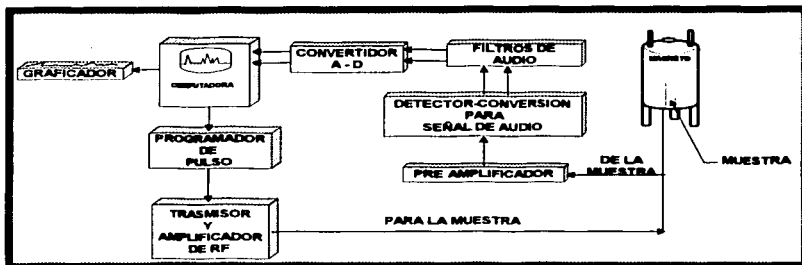 GRAFICADOR
COMPUTADORA
CONVERTIDOR
A - D
FILTROS DE
AUDIO
MAGNETO
DETECTOR-CONVERSION
PARA
SEÑAL DE AUDIO
PROGRAMADOR
DE
PULSO
PRE AMPLIFICADOR
DE LA
MUESTRA
MUESTRA
TRASMISOR
Y
AMPLIFICADOR
DE RF
PARA LA MUESTRA